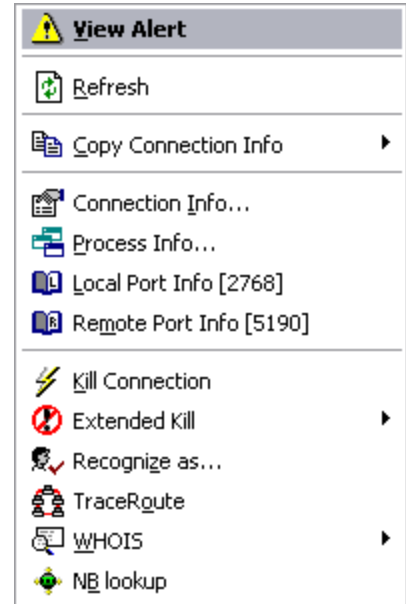 View Alert
Refresh
Copy Connection Info
Connection Info...
Process Info...
Local Port Info [2768]
Remote Port Info [5190]
Kill Connection
Extended Kill
Recognize as...
TraceRoute
WHOIS
NB lookup